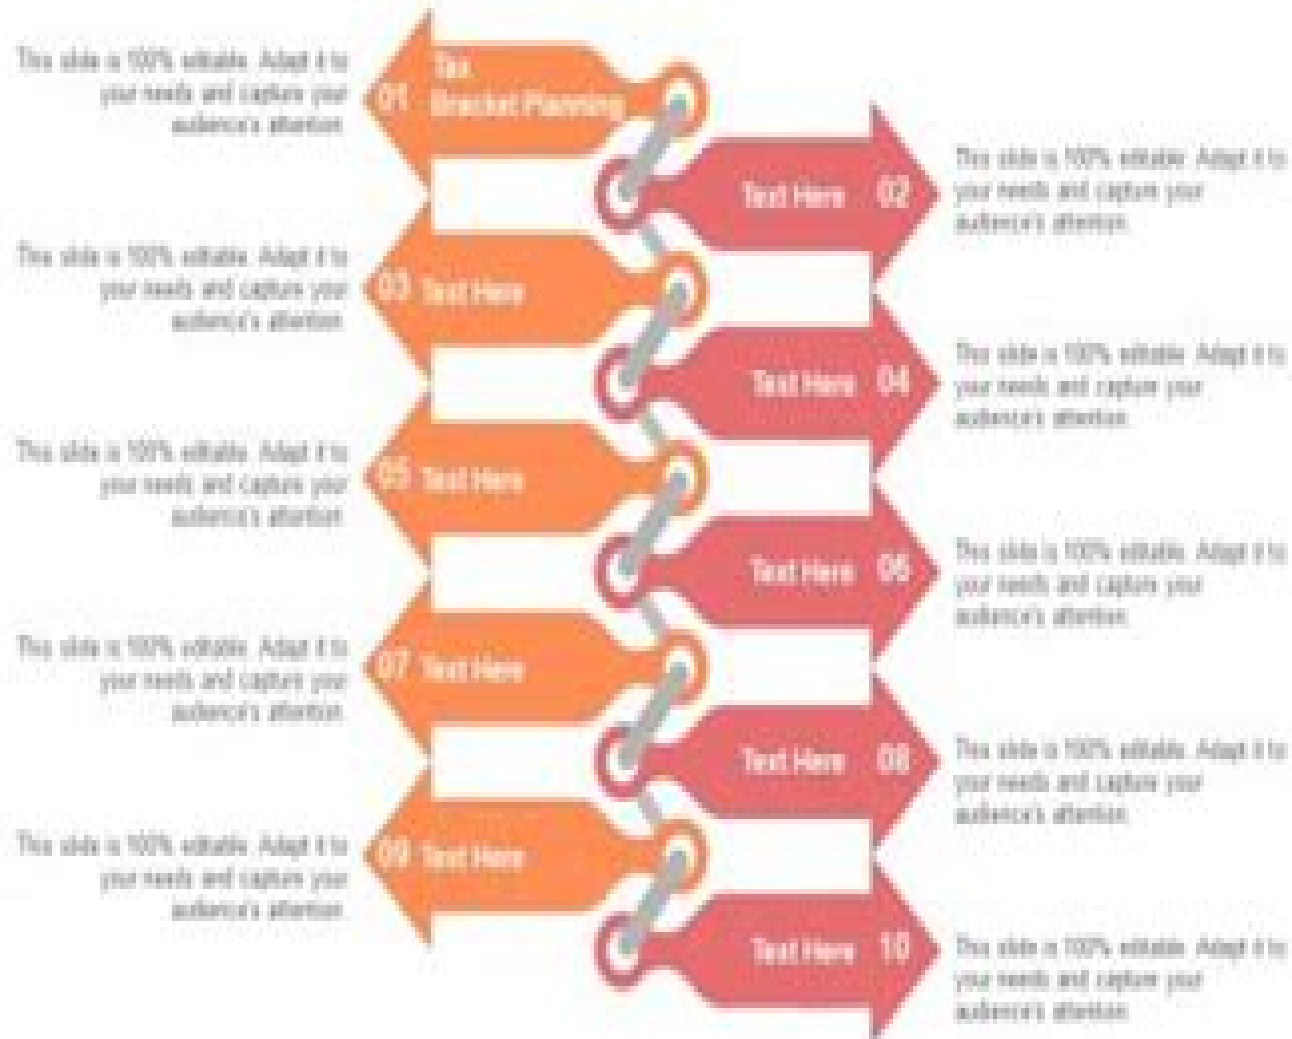 This slide is 100% editable. Adapt it to
your needs and capture your
audience's attention.
01
Tax
Bracket Planning
Text Here
02
This slide is 100% editable. Adapt it to
your needs and capture your
audience's attention.
This slide is 100% editable. Adapt it to
your needs and capture your
audience's attention.
03
Text Here
Text Here
04
This slide is 100% editable. Adapt it to
your needs and capture your
audience's attention.
This slide is 100% editable. Adapt it to
your needs and capture your
audience's attention.
05
Text Here
Text Here
06
This slide is 100% editable. Adapt it to
your needs and capture your
audience's attention.
This slide is 100% editable. Adapt it to
your needs and capture your
audience's attention.
07
Text Here
Text Here
08
This slide is 100% editable. Adapt it to
your needs and capture your
audience's attention.
This slide is 100% editable. Adapt it to
your needs and capture your
audience's attention.
09
Text Here
Text Here
10
This slide is 100% editable. Adapt it to
your needs and capture your
audience's attention.